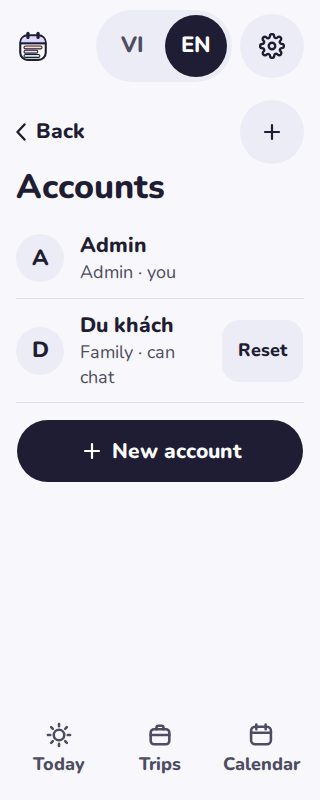 VI EN
Back
Accounts
A
Admin
Admin · you
D
Du khách
Family · can
chat
Reset
New account
Today Trips Calendar